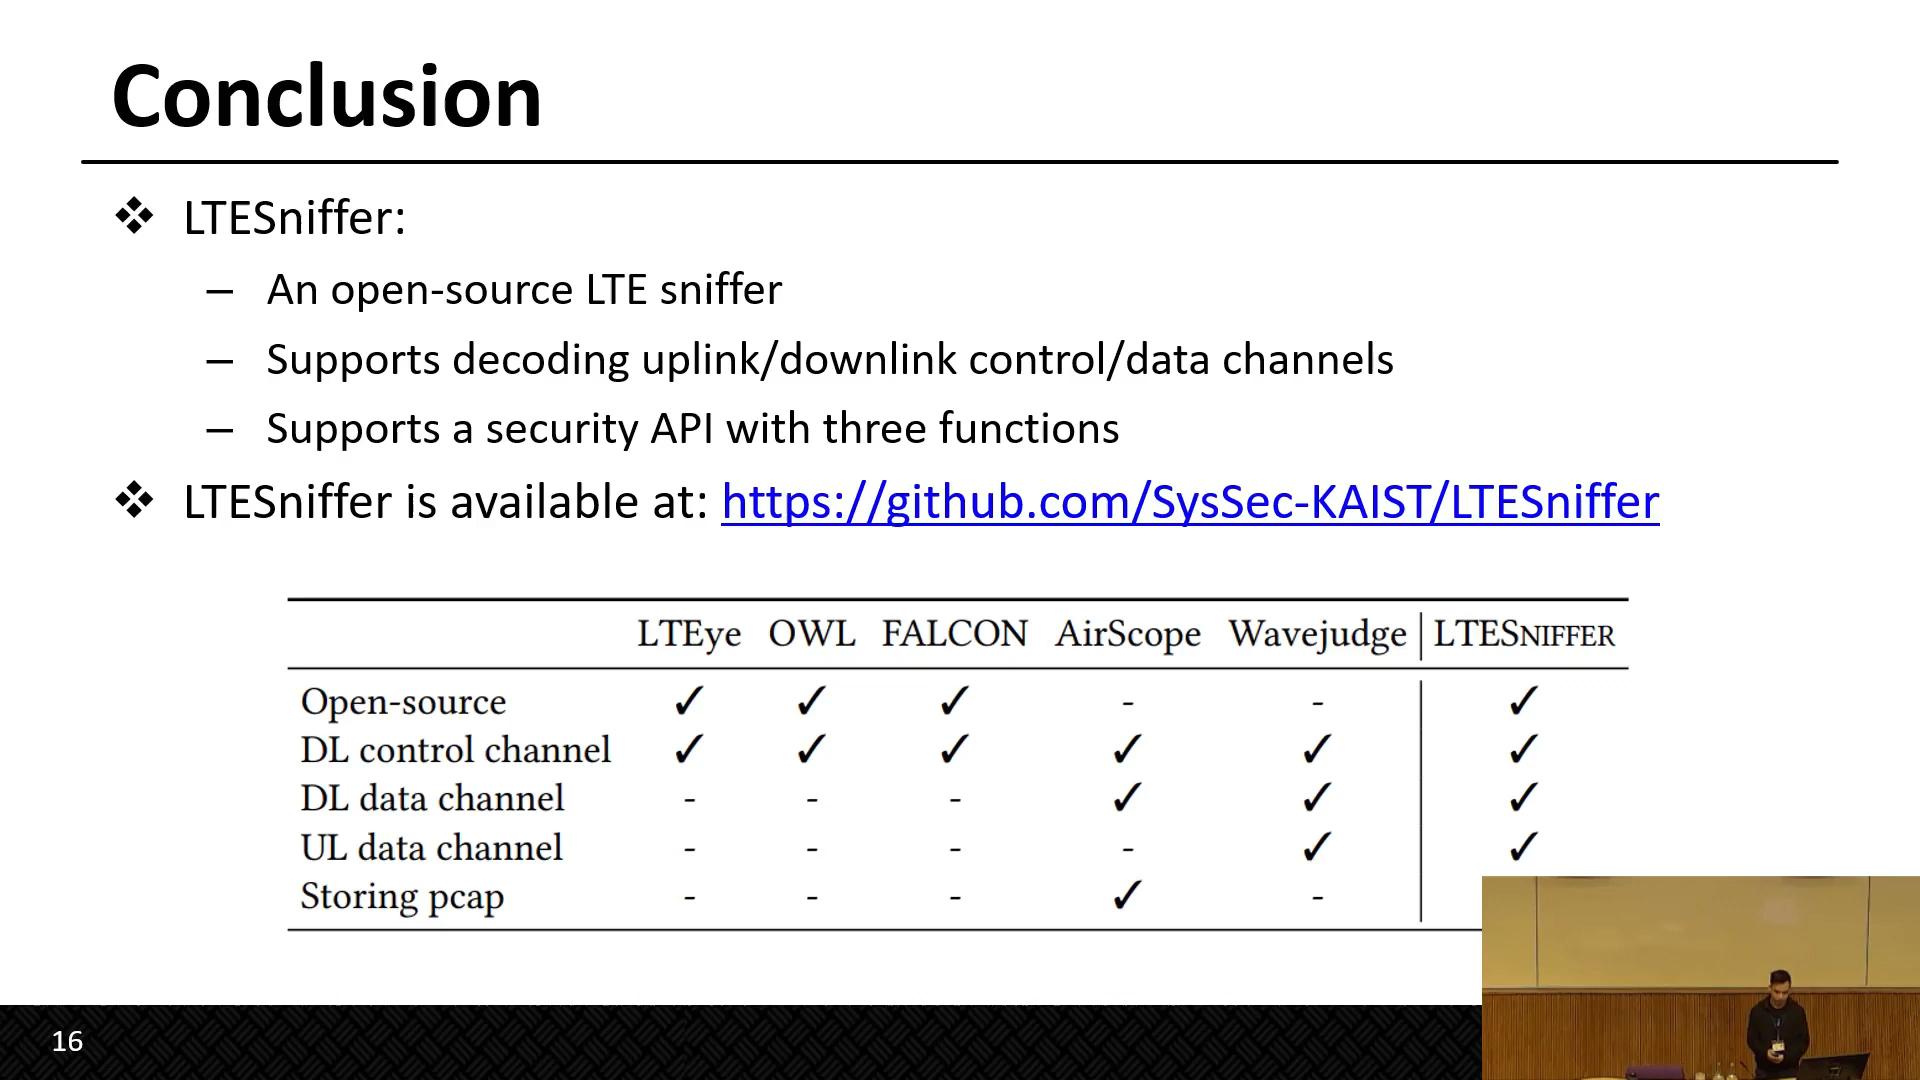 Conclusion
❖ LTESniffer:
– An open-source LTE sniffer
– Supports decoding uplink/downlink control/data channels
– Supports a security API with three functions
❖ LTESniffer is available at: https://github.com/SysSec-KAIST/LTESniffer
LTEye OWL FALCON AirScope Wavejudge LTESNIFFER
Open-source ✓ ✓ ✓ - - ✓
DL control channel ✓ ✓ ✓ ✓ ✓ ✓
DL data channel - - - ✓ ✓ ✓
UL data channel - - - - ✓ ✓
Storing pcap - - - ✓ -
16